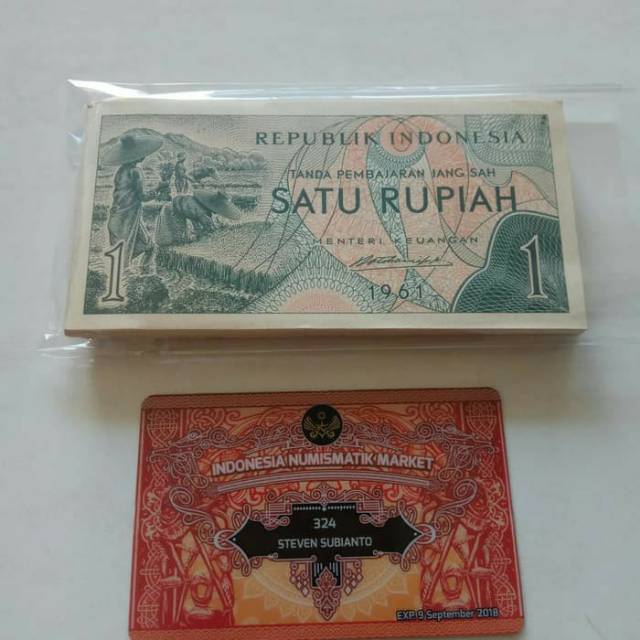 REPUBLIK INDONESIA
TANDA PEMBAJARAN JANG SAH
SATU RUPIAH
MENTERI KEUANGAN
1961
1
1
INDONESIA NUMISMATIK MARKET
324
STEVEN SUBIANTO
EXP 9 September 2018